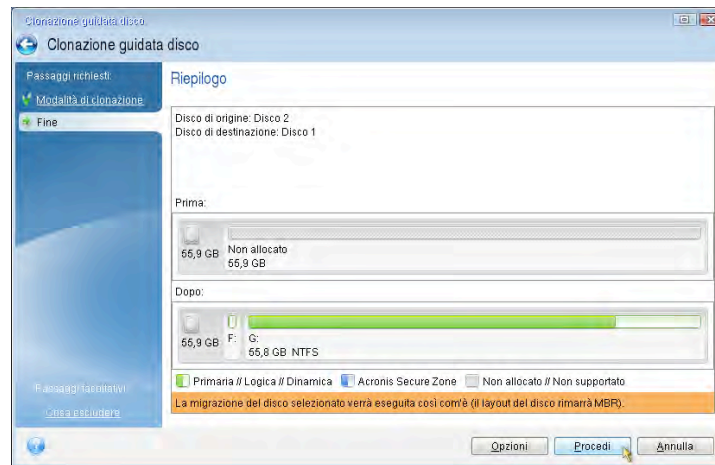 Clonazione guidata disco
Clonazione guidata disco
Passaggi richiesti:
Modalità di clonazione
Fine
Riepilogo
Disco di origine: Disco 2
Disco di destinazione: Disco 1
Prima:
55,9 GB
Non allocato
55,9 GB
Dopo:
55,9 GB
F:
G:
55,8 GB NTFS
Primaria // Logica // Dinamica
Acronis Secure Zone
Non allocato // Non supportato
La migrazione del disco selezionato verrà eseguita così com'è (il layout del disco rimarrà MBR).
Passaggi facoltativi:
Cosa escludere
Opzioni
Procedi
Annulla